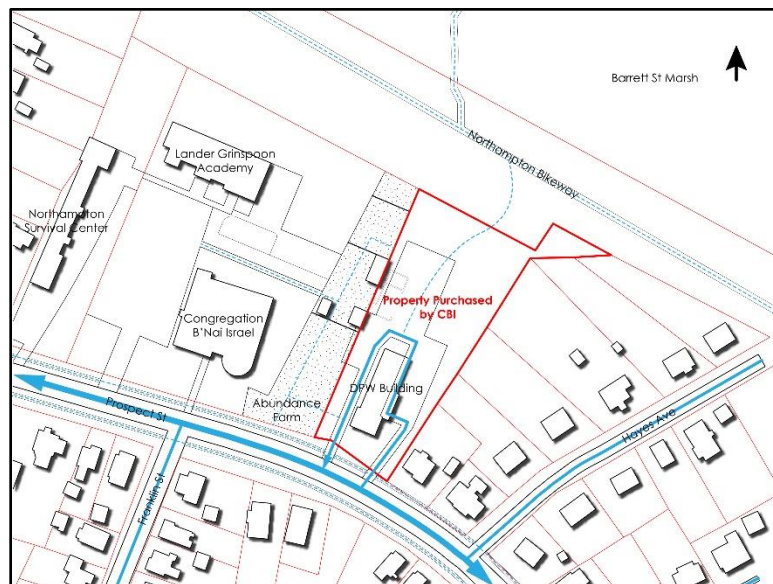 Barrett St Marsh
Northampton Bikeway
Lander Grinspoon
Academy
Northampton
Survival Center
Congregation
B'Nai Israel
Property Purchased
by CBI
DPW Building
Abundance
Farm
Prospect St
Franklin St
Hayes Ave